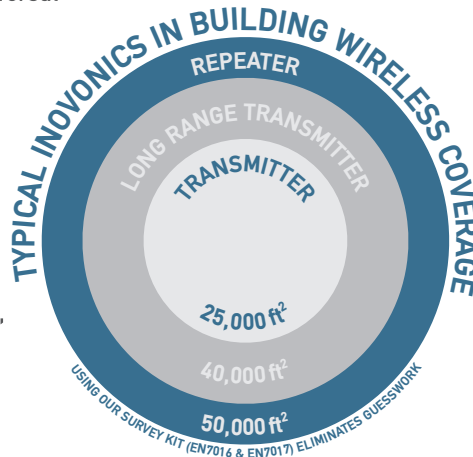 TYPICAL INOVONICS IN BUILDING WIRELESS COVERAGE
REPEATER
LONG RANGE TRANSMITTER
TRANSMITTER
25,000 ft²
40,000 ft²
50,000 ft²
USING OUR SURVEY KIT (EN7016 & EN7017) ELIMINATES GUESSWORK